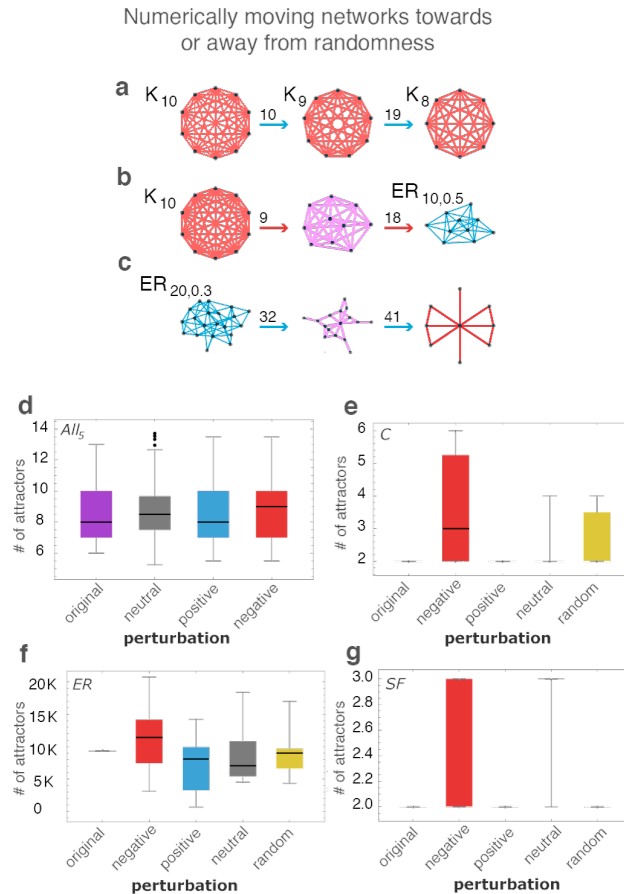 Numerically moving networks towards
or away from randomness
a
K10
10
K9
19
K8
b
K10
9
18
ER10,0.5
c
ER20,0.3
32
41
d
All5
# of attractors
14
12
10
8
6
original
neutral
positive
negative
perturbation
e
C
# of attractors
6
5
4
3
2
original
negative
positive
neutral
random
perturbation
f
ER
# of attractors
20K
15K
10K
5K
0
original
negative
positive
neutral
random
perturbation
g
SF
# of attractors
3.0
2.8
2.6
2.4
2.2
2.0
original
negative
positive
neutral
random
perturbation